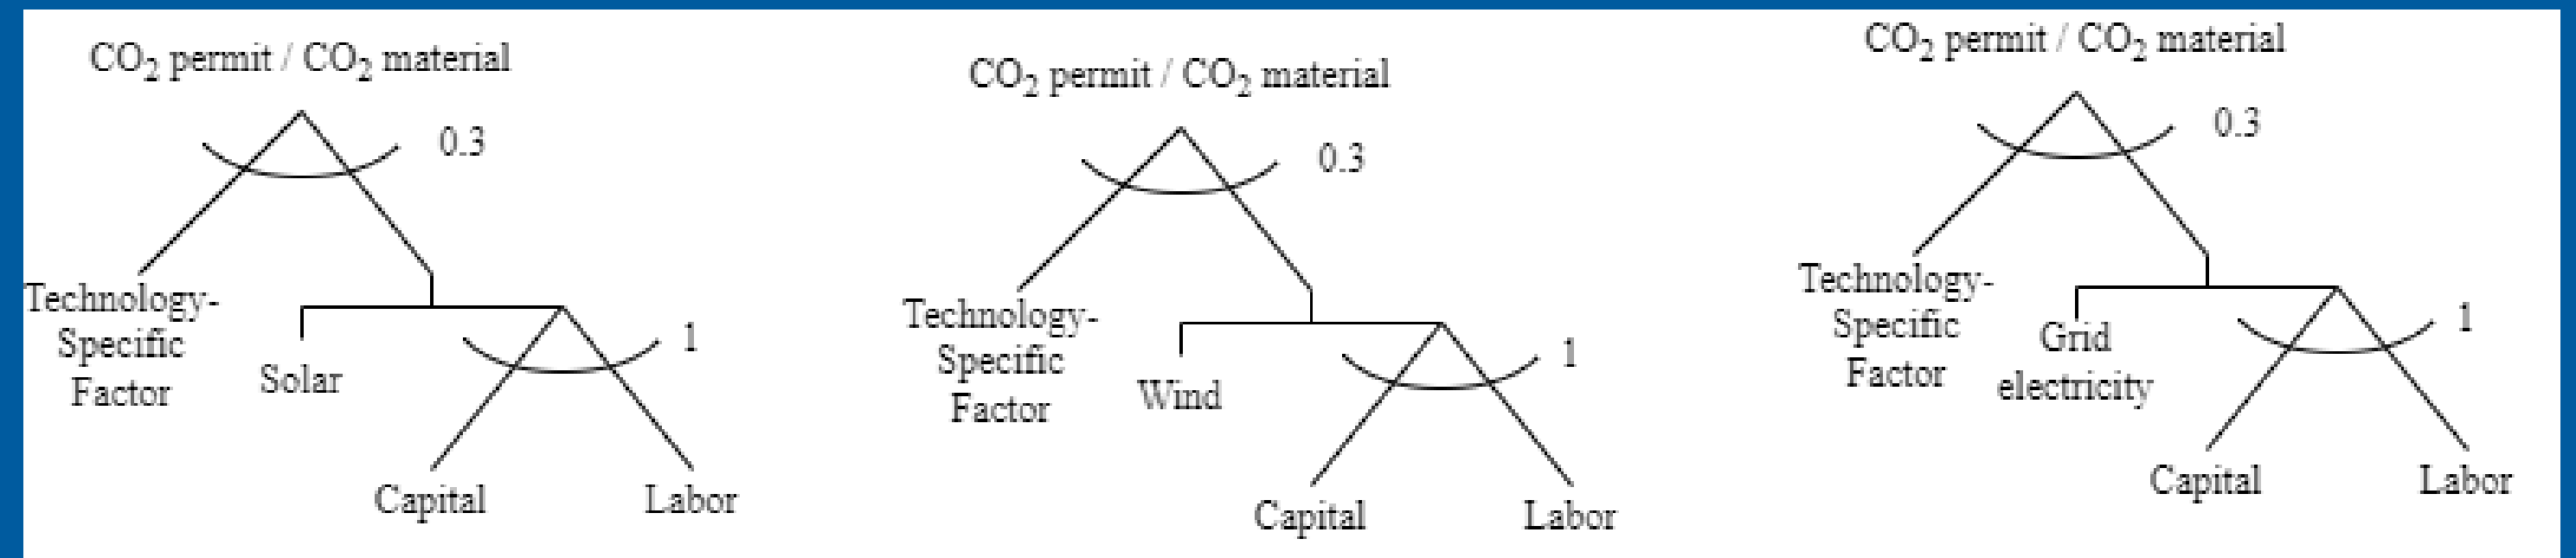 CO₂ permit / CO₂ material
0.3
Technology-
Specific
Factor
Solar
1
Capital
Labor
CO₂ permit / CO₂ material
0.3
Technology-
Specific
Factor
Wind
1
Capital
Labor
CO₂ permit / CO₂ material
0.3
Technology-
Specific
Factor
Grid
electricity
1
Capital
Labor